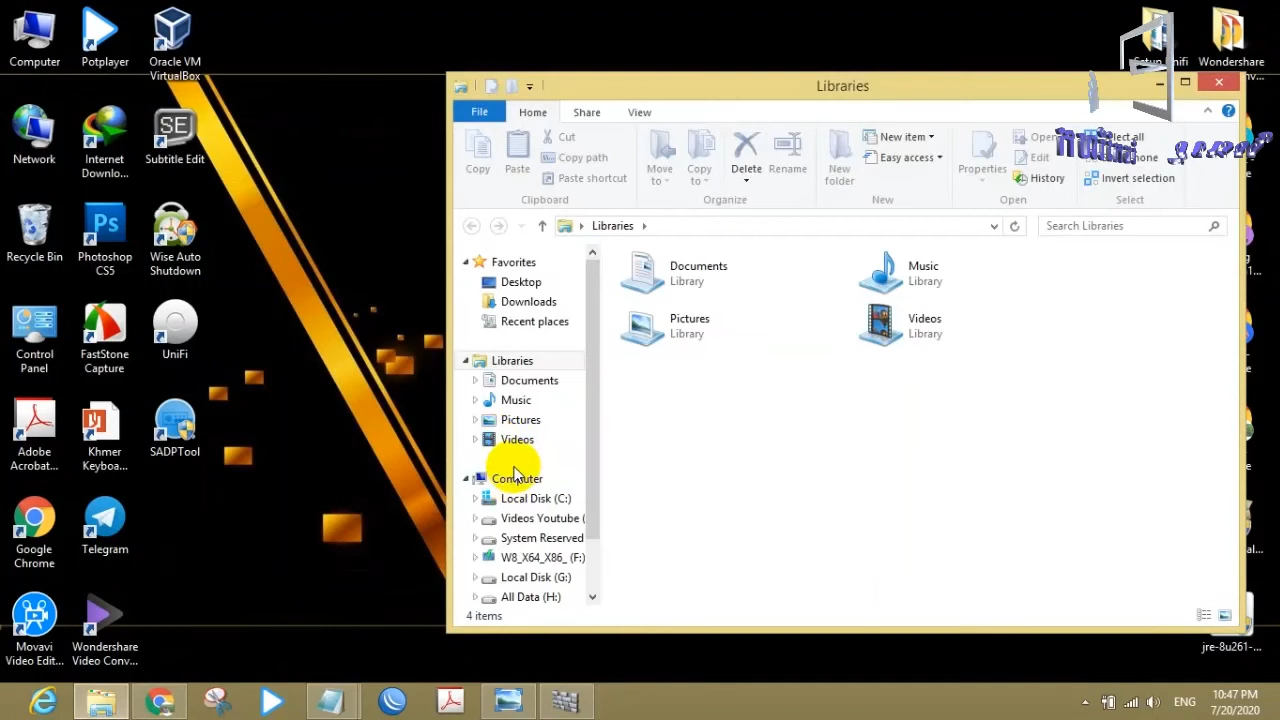 Computer
Potplayer
Oracle VM
VirtualBox
Network
Internet
Downlo...
SE
Subtitle Edit
Recycle Bin
Ps
Photoshop
CS5
Wise Auto
Shutdown
Control
Panel
FastStone
Capture
UniFi
Adobe
Acrobat...
Khmer
Keyboa...
SADPTool
Google
Chrome
Telegram
Movavi
Video Edit...
Wondershare
Video Conv...
Wondershare
jre-8u261-...
Libraries
File
Home
Share
View
Copy
Paste
Cut
Copy path
Paste shortcut
Clipboard
Move
to
Copy
to
Delete
Rename
Organize
New
folder
New item
Easy access
New
Properties
Edit
History
Open
Invert selection
Select
Libraries
Search Libraries
Favorites
Desktop
Downloads
Recent places
Libraries
Documents
Music
Pictures
Videos
Computer
Local Disk (C:)
Videos Youtube (
System Reserved
W8_X64_X86_ (F:)
Local Disk (G:)
All Data (H:)
Documents
Library
Music
Library
Pictures
Library
Videos
Library
4 items
ENG
10:47 PM
7/20/2020